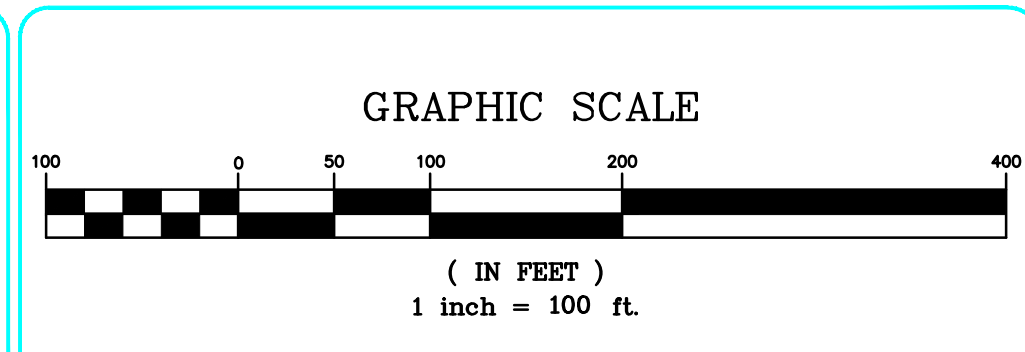 GRAPHIC SCALE
100 0 50 100 200 400
( IN FEET )
1 inch = 100 ft.